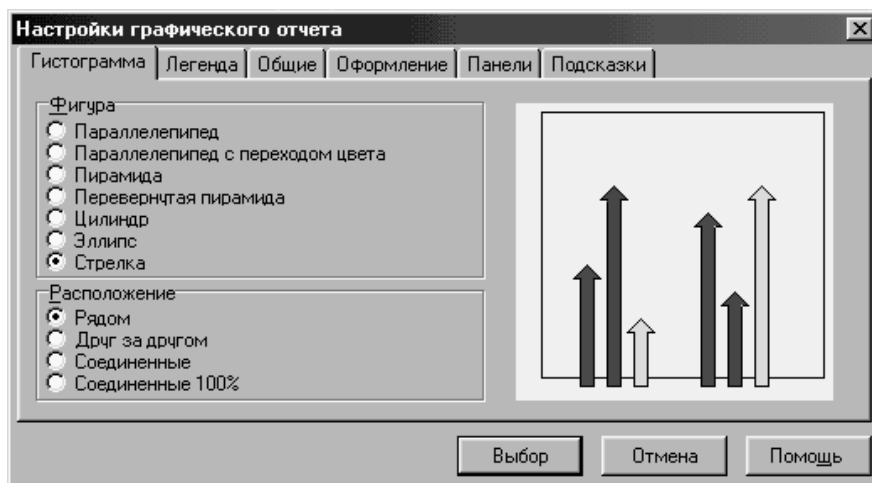 Настройки графического отчета
Гистограмма Легенда Общие Оформление Панели Подсказки
Фигура
Параллелепипед
Параллелепипед с переходом цвета
Пирамида
Перевернутая пирамида
Цилиндр
Эллипс
Стрелка
Расположение
Рядом
Друг за другом
Соединенные
Соединенные 100%
Выбор Отмена Помощь